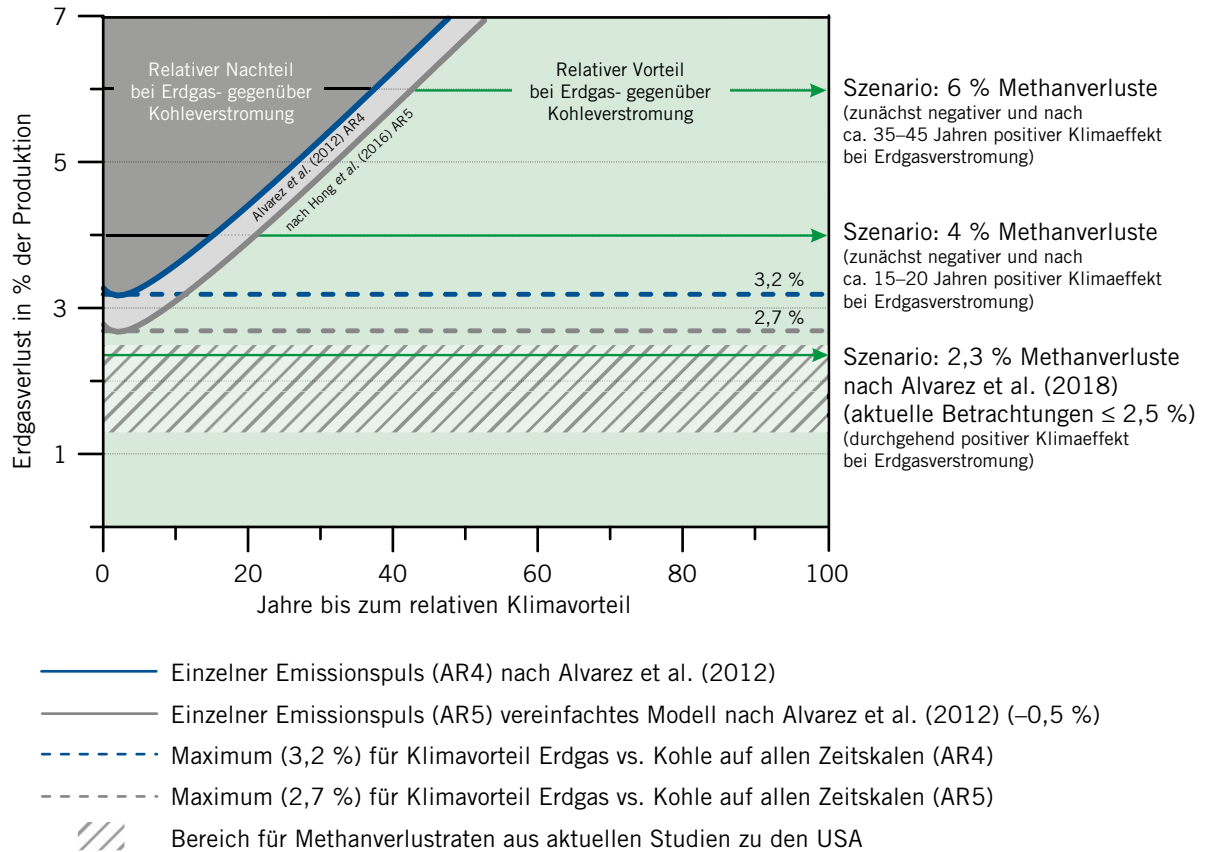 7
5
3
1
Erdgasverlust in % der Produktion
Relativer Nachteil
bei Erdgas- gegenüber
Kohleverstromung
Relativer Vorteil
bei Erdgas- gegenüber
Kohleverstromung
Alvarez et al. (2012) AR4
nach Hong et al. (2016) AR5
3,2 %
2,7 %
0
20
40
60
80
100
Jahre bis zum relativen Klimavorteil
Szenario: 6 % Methanverluste
(zunächst negativer und nach
ca. 35–45 Jahren positiver Klimaeffekt
bei Erdgasverstromung)
Szenario: 4 % Methanverluste
(zunächst negativer und nach
ca. 15–20 Jahren positiver Klimaeffekt
bei Erdgasverstromung)
Szenario: 2,3 % Methanverluste
nach Alvarez et al. (2018)
(aktuelle Betrachtungen ≤ 2,5 %)
(durchgehend positiver Klimaeffekt
bei Erdgasverstromung)
Einzelner Emissionspuls (AR4) nach Alvarez et al. (2012)
Einzelner Emissionspuls (AR5) vereinfachtes Modell nach Alvarez et al. (2012) (–0,5 %)
Maximum (3,2 %) für Klimavorteil Erdgas vs. Kohle auf allen Zeitskalen (AR4)
Maximum (2,7 %) für Klimavorteil Erdgas vs. Kohle auf allen Zeitskalen (AR5)
Bereich für Methanverlustraten aus aktuellen Studien zu den USA